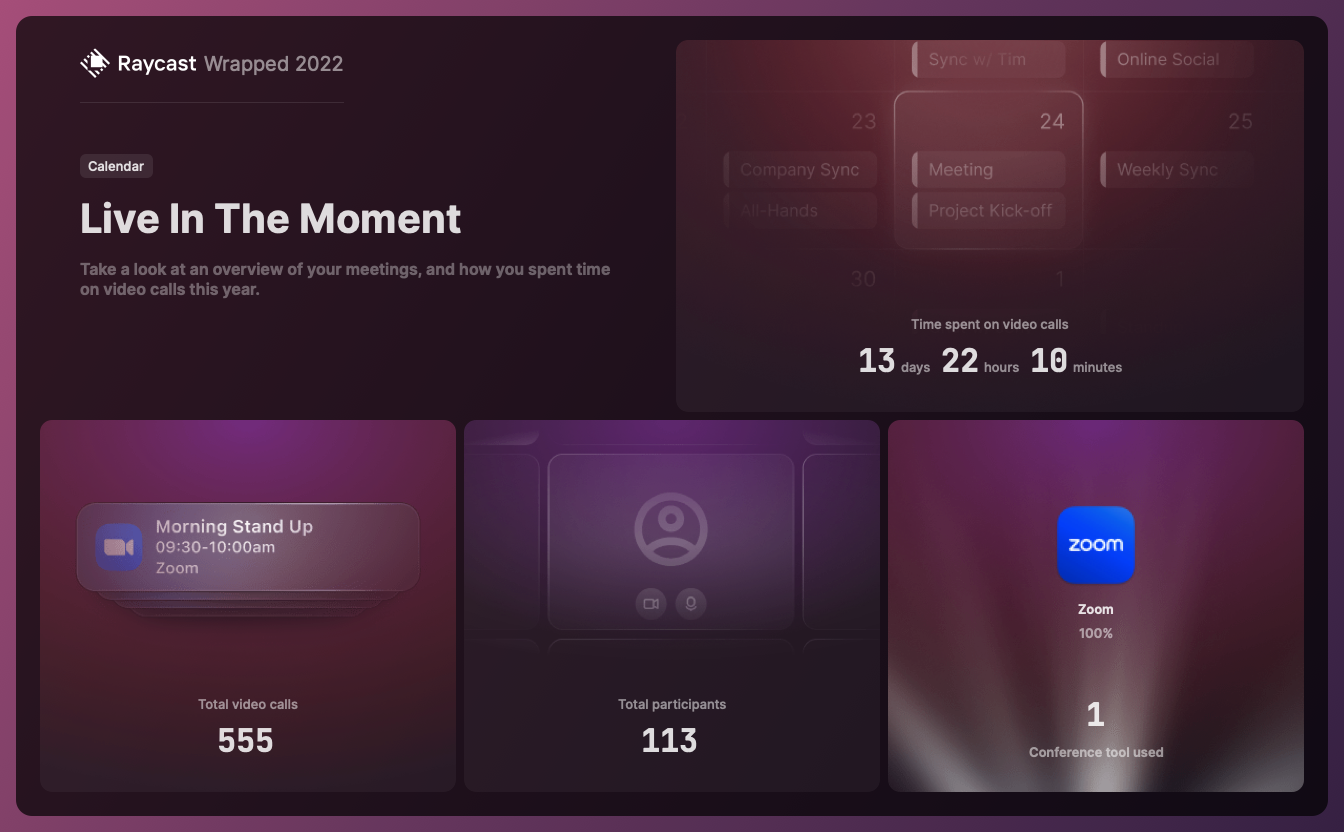 Raycast Wrapped 2022
Calendar
Live In The Moment
Take a look at an overview of your meetings, and how you spent time
on video calls this year.
Sync w/ Tim
Online Social
23
24
25
Company Sync
Meeting
Weekly Sync
All-Hands
Project Kick-off
30
1
Time spent on video calls
13 days 22 hours 10 minutes
Morning Stand Up
09:30-10:00am
Zoom
Total video calls
555
Total participants
113
zoom
Zoom
100%
1
Conference tool used